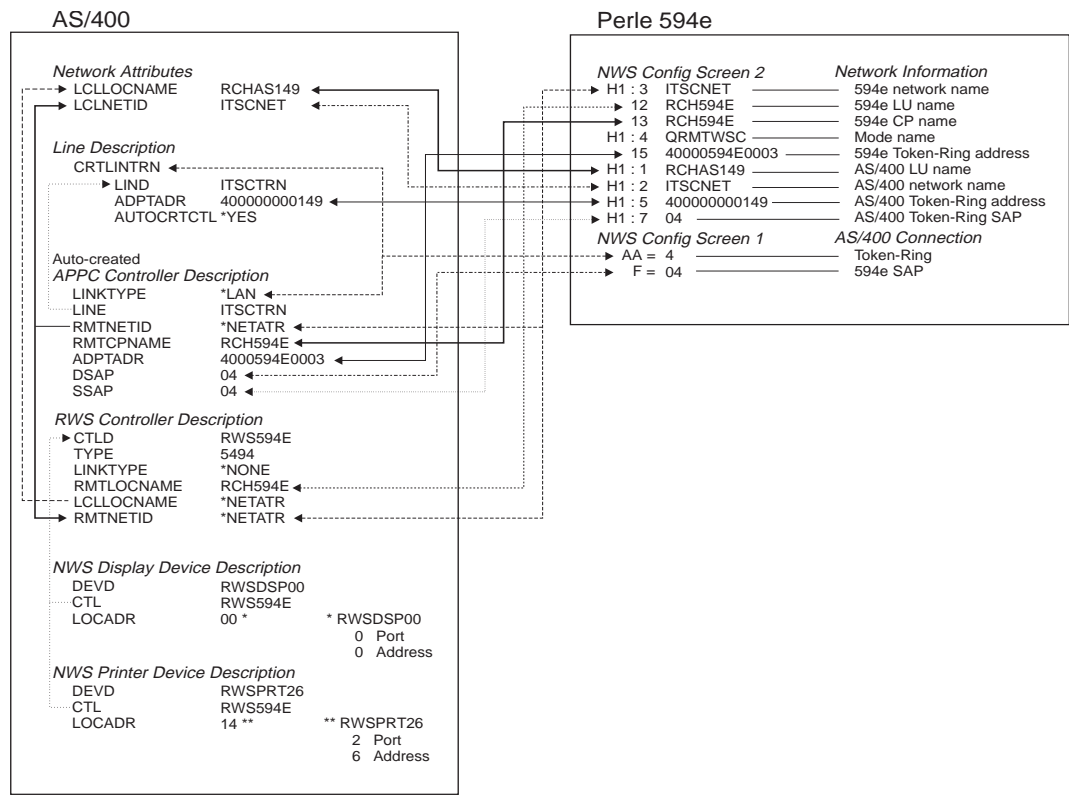 AS/400
Network Attributes
LCLLOCNAME RCHAS149
LCLNETID ITSCNET
Line Description
CRTLINTRN
LIND ITSCTRN
ADPTADR 400000000149
AUTOCRTCTL *YES
Auto-created
APPC Controller Description
LINKTYPE *LAN
LINE ITSCTRN
RMTNETID *NETATR
RMTCPNAME RCH594E
ADPTADR 4000594E0003
DSAP 04
SSAP 04
RWS Controller Description
CTLD RWS594E
TYPE 5494
LINKTYPE *NONE
RMTLOCNAME RCH594E
LCLLOCNAME *NETATR
RMTNETID *NETATR
NWS Display Device Description
DEVD RWSDSP00
CTL RWS594E
LOCADR 00 * * RWSDSP00
0 Port
0 Address
NWS Printer Device Description
DEVD RWSPRT26
CTL RWS594E
LOCADR 14 ** ** RWSPRT26
2 Port
6 Address
Perle 594e
NWS Config Screen 2 Network Information
H1 : 3 ITSCNET 594e network name
12 RCH594E 594e LU name
13 RCH594E 594e CP name
H1 : 4 QRMTWSC Mode name
15 40000594E0003 594e Token-Ring address
H1 : 1 RCHAS149 AS/400 LU name
H1 : 2 ITSCNET AS/400 network name
H1 : 5 400000000149 AS/400 Token-Ring address
H1 : 7 04 AS/400 Token-Ring SAP
NWS Config Screen 1 AS/400 Connection
AA = 4 Token-Ring
F = 04 594e SAP